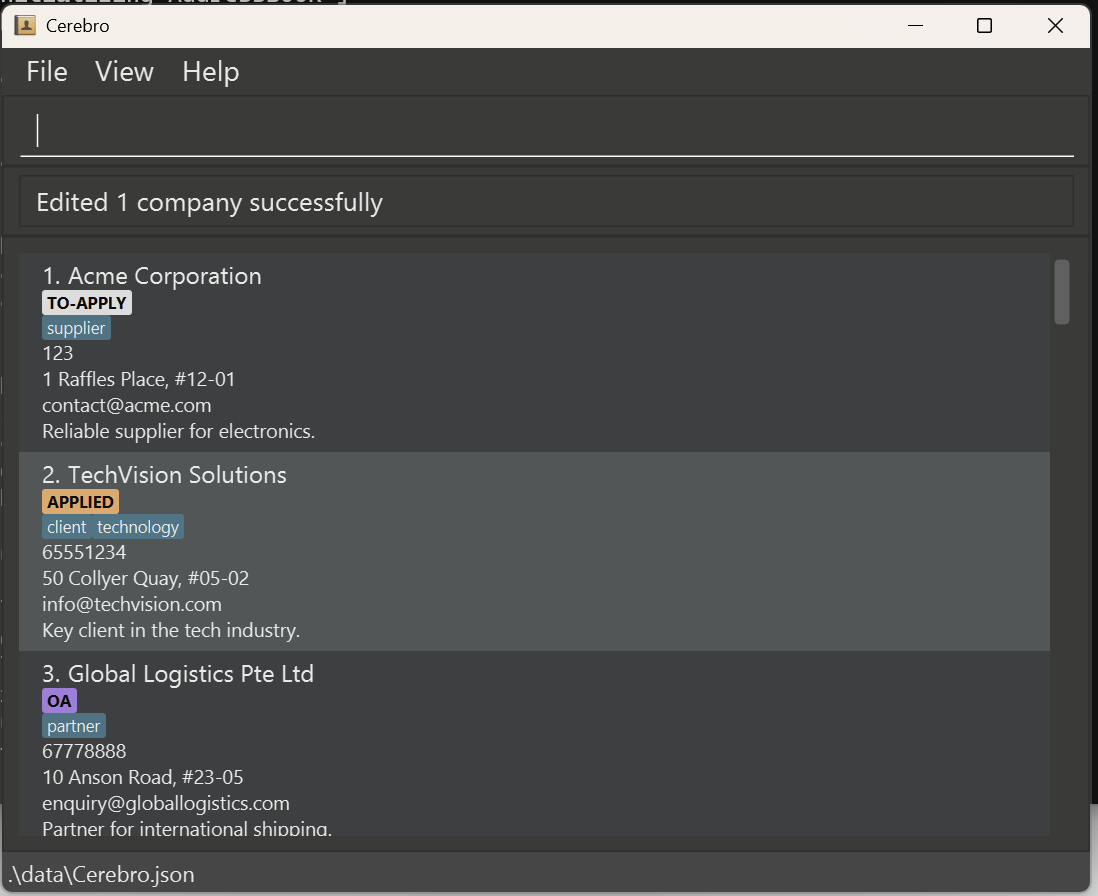 Cerebro
File View Help
Edited 1 company successfully
1. Acme Corporation
TO-APPLY
supplier
123
1 Raffles Place, #12-01
contact@acme.com
Reliable supplier for electronics.
2. TechVision Solutions
APPLIED
client technology
65551234
50 Collyer Quay, #05-02
info@techvision.com
Key client in the tech industry.
3. Global Logistics Pte Ltd
OA
partner
67778888
10 Anson Road, #23-05
enquiry@globallogistics.com
Partner for international shipping.
.\data\Cerebro.json